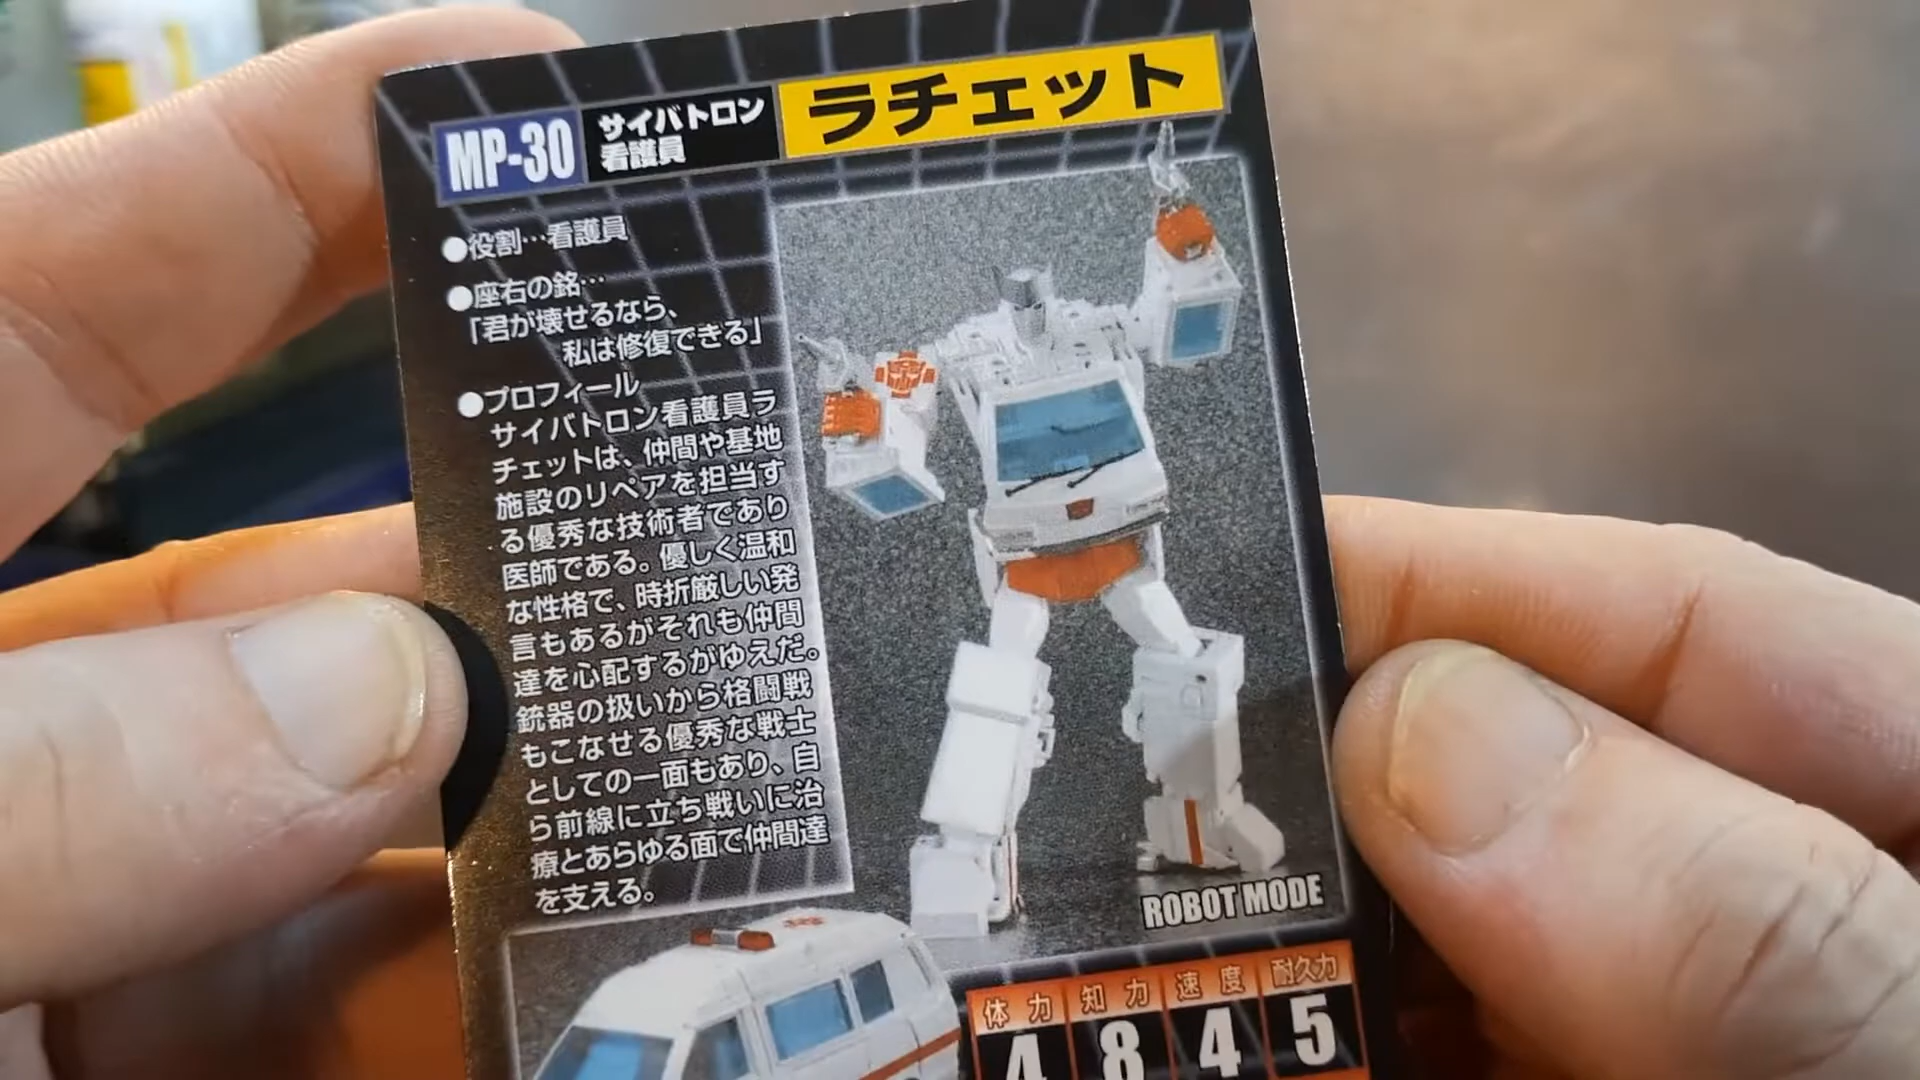 MP-30
サイバトロン
看護員
ラチェット
●役割…看護員
●座右の銘…
「君が壊せるなら、
私は修復できる」
●プロフィール
サイバトロン看護員ラ
チェットは、仲間や基地
施設のリペアを担当す
る優秀な技術者であり
医師である。優しく温和
な性格で、時折厳しい発
言もあるがそれも仲間
達を心配するがゆえだ。
銃器の扱いから格闘戦
もこなせる優秀な戦士
としての一面もあり、自
ら前線に立ち戦いに治
療とあらゆる面で仲間達
を支える。
ROBOT MODE
体力 知力 速度 耐久力
4 8 4 5